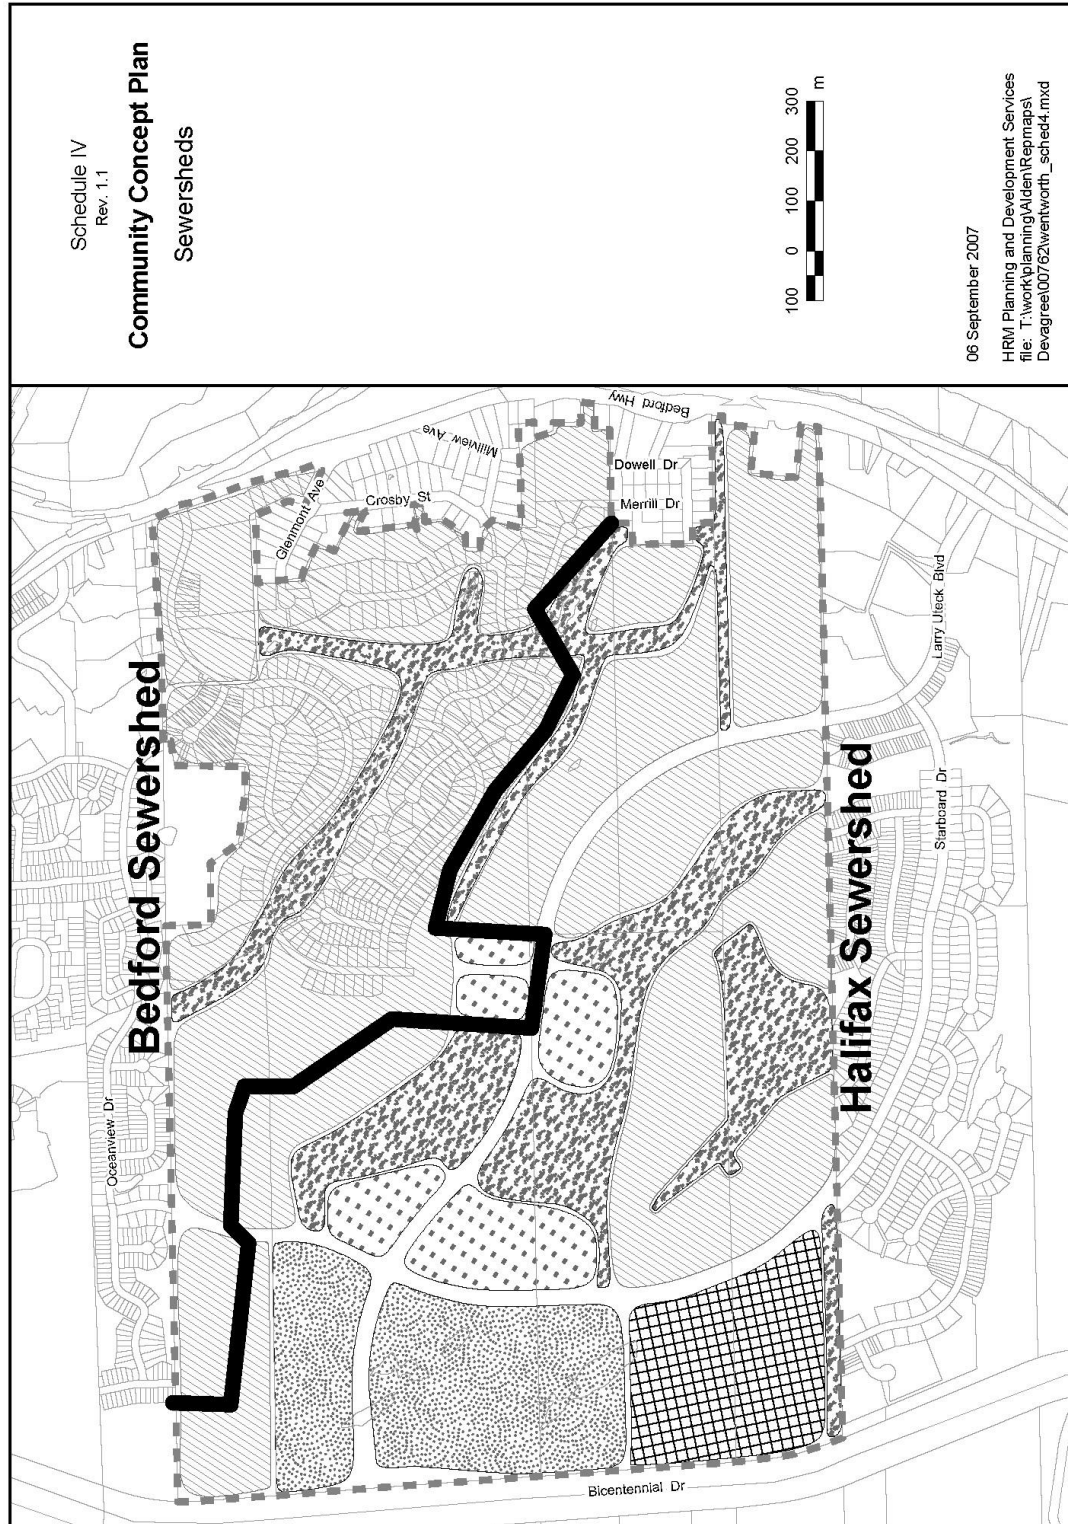 Schedule IV
Rev. 1.1
Community Concept Plan
Sewersheds
100 0 100 200 300
m
06 September 2007
HRM Planning and Development Services
file: T:\work\planning\Alden\Repmaps\
Devagree\00762\wentworth_sched4.mxd
Bedford Sewershed
Halifax Sewershed
Bedford Hwy
Millview Ave
Crosby St
Glenmont Ave
Dowell Dr
Merrill Dr
Larry Uteck Blvd
Starboard Dr
Oceanview Dr
Bicentennial Dr